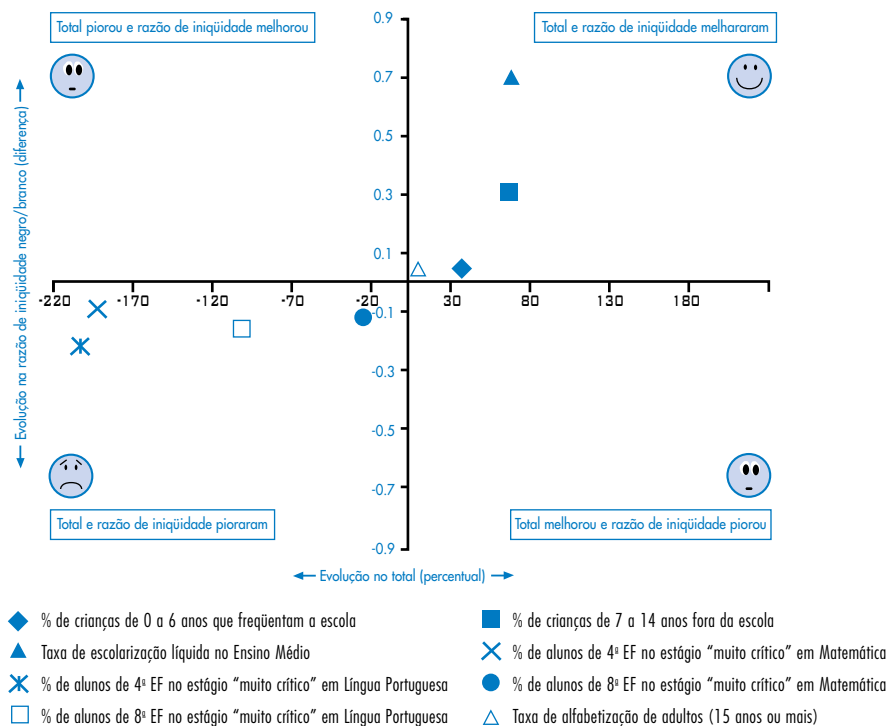 Total piorou e razão de iniqüidade melhorou
Total e razão de iniqüidade melhararam
Evolução na razão de iniqüidade negro/branco (diferença)
0.9
0.7
0.5
0.3
0.1
-0.1
-0.3
-0.5
-0.7
-0.9
-220 -170 -120 -70 -20 30 80 130 180
Total e razão de iniqüidade pioraram
Total melhorou e razão de iniqüidade piorou
Evolução no total (percentual)
% de crianças de 0 a 6 anos que freqüentam a escola
% de crianças de 7 a 14 anos fora da escola
Taxa de escolarização líquida no Ensino Médio
% de alunos de 4ª EF no estágio “muito crítico” em Matemática
% de alunos de 4ª EF no estágio “muito crítico” em Língua Portuguesa
% de alunos de 8ª EF no estágio “muito crítico” em Matemática
% de alunos de 8ª EF no estágio “muito crítico” em Língua Portuguesa
Taxa de alfabetização de adultos (15 anos ou mais)